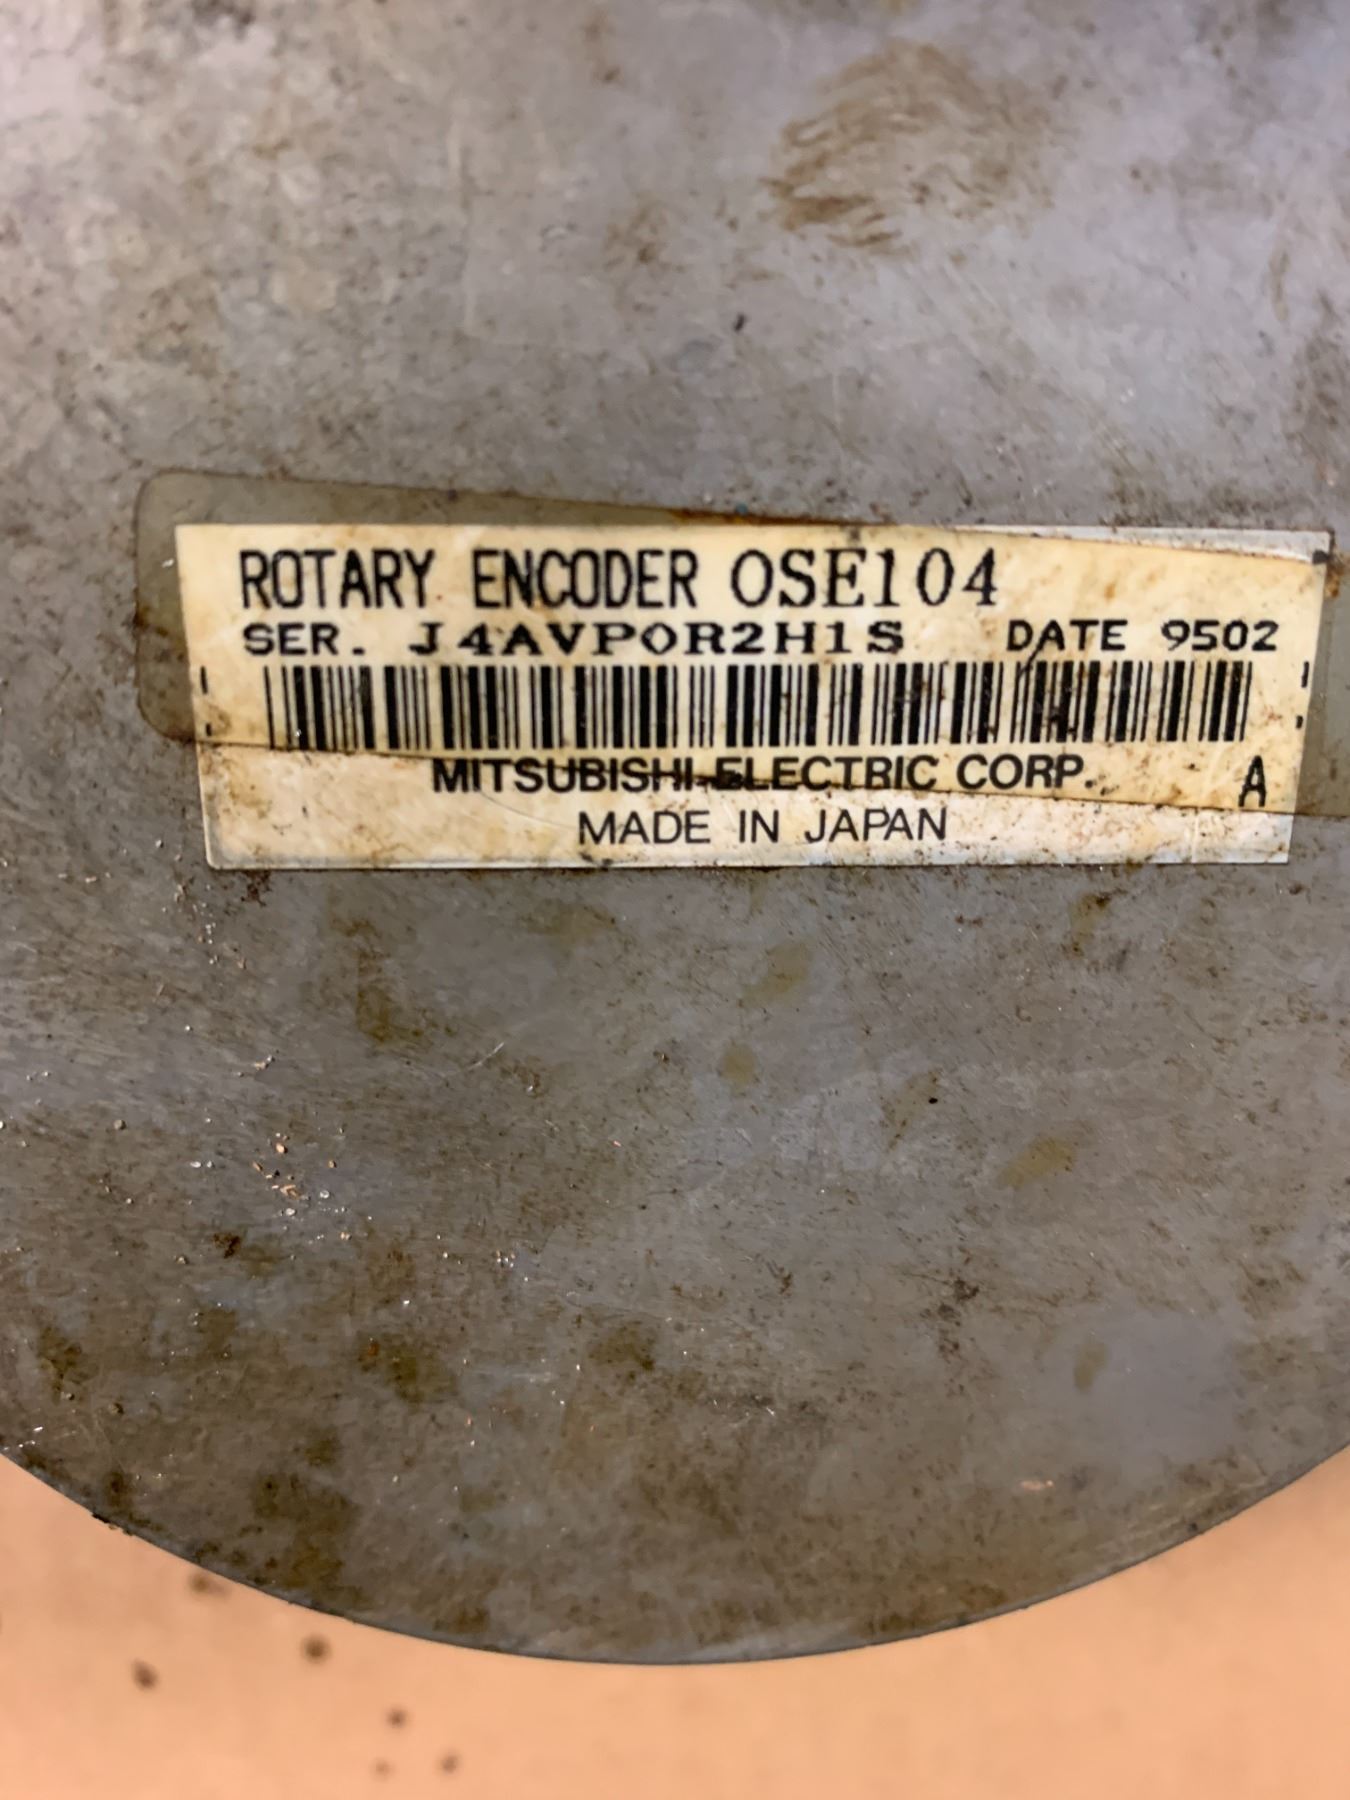 ROTARY ENCODER OSE104
SER. J4AVP0R2H1S DATE 9502
MITSUBISHI ELECTRIC CORP. A
MADE IN JAPAN